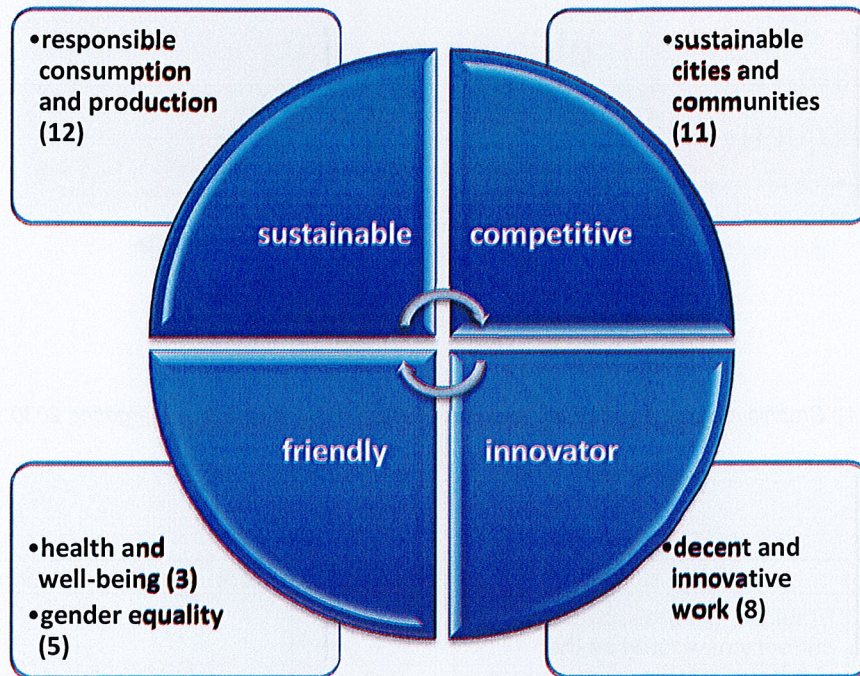 •responsible
consumption
and production
(12)
•sustainable
cities and
communities
(11)
sustainable
competitive
friendly
innovator
•health and
well-being (3)
•gender equality
(5)
•decent and
innovative
work (8)